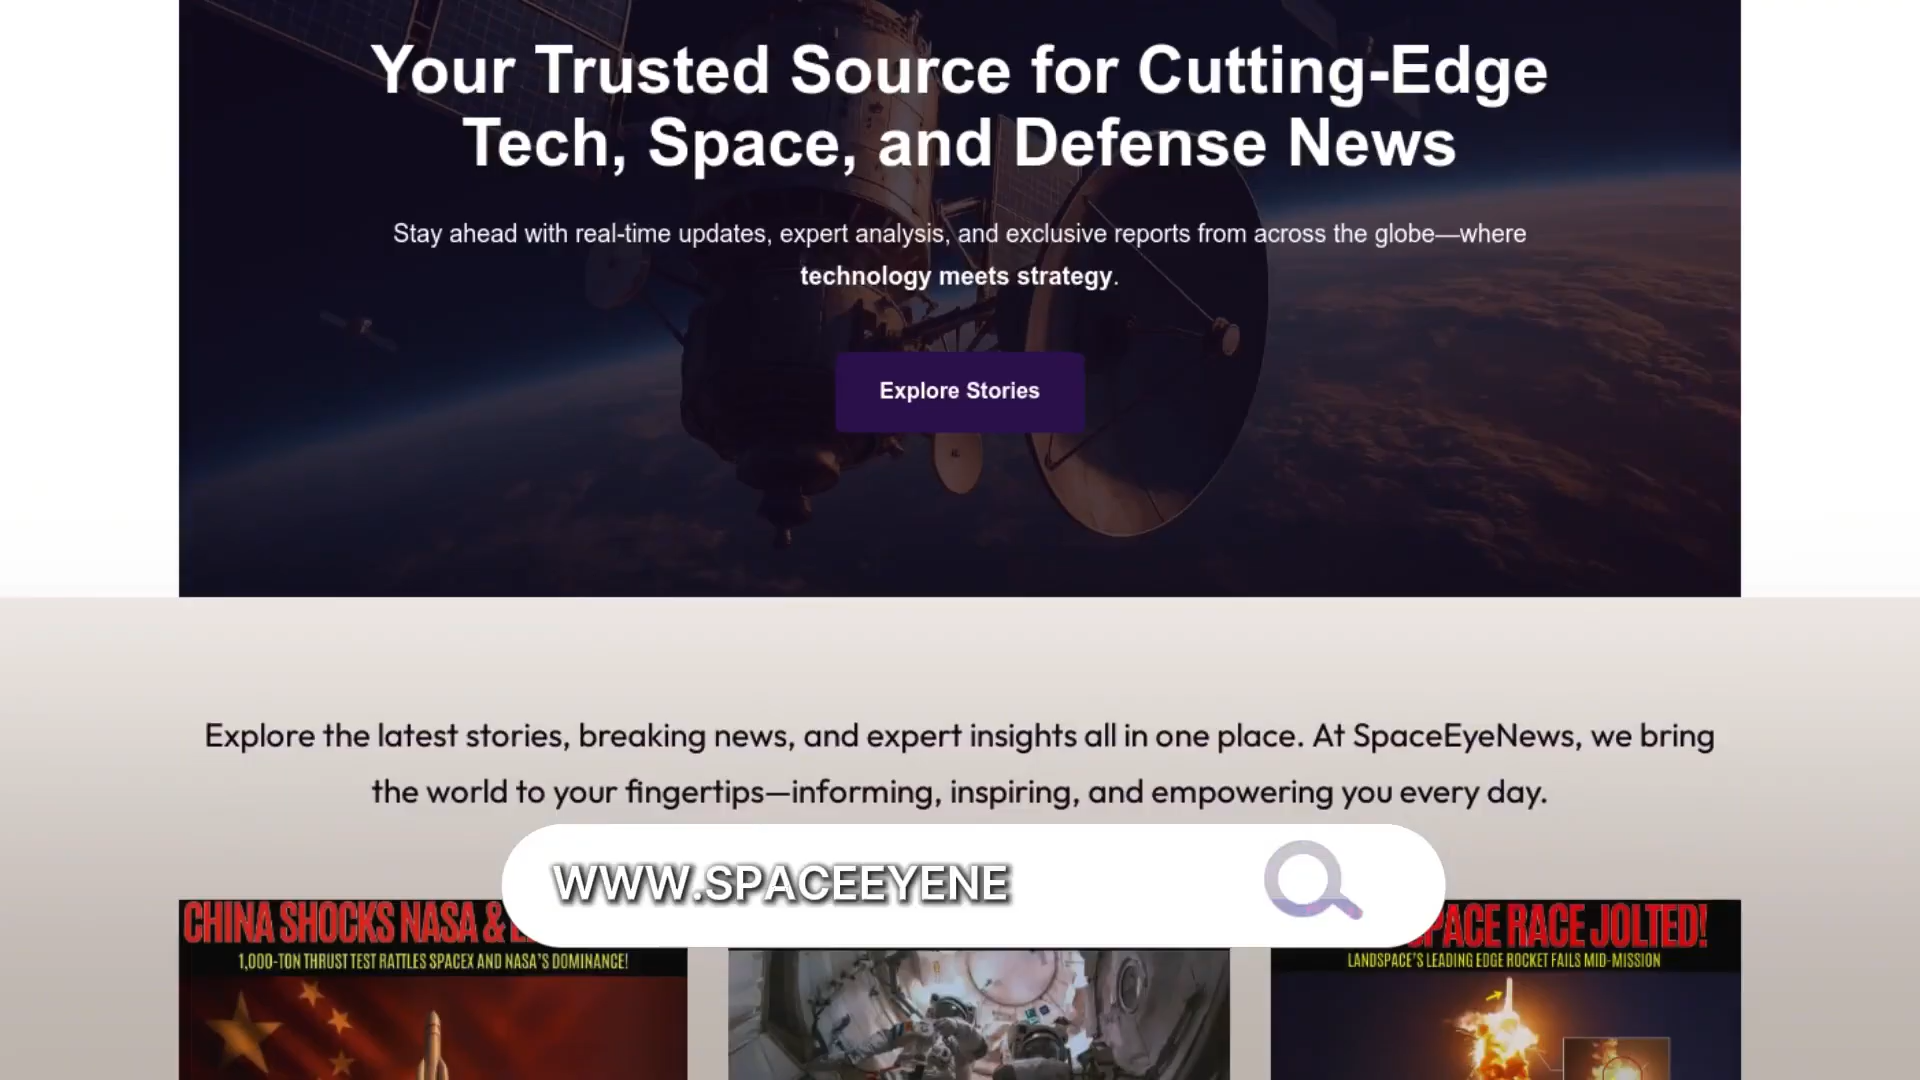 Your Trusted Source for Cutting-Edge
Tech, Space, and Defense News
Stay ahead with real-time updates, expert analysis, and exclusive reports from across the globe—where
technology meets strategy.
Explore Stories
Explore the latest stories, breaking news, and expert insights all in one place. At SpaceEyeNews, we bring
the world to your fingertips—informing, inspiring, and empowering you every day.
WWW.SPACEEYENE
CHINA SHOCKS NASA &
1,000-TON THRUST TEST RATTLES SPACEX AND NASA'S DOMINANCE!
SPACE RACE JOLTED!
LANDSPACE'S LEADING EDGE ROCKET FAILS MID-MISSION